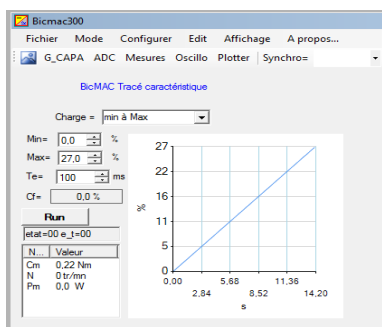 Bicmac300
Fichier Mode Configurer Edit Affichage A propos...
G_CAPA ADC Mesures Oscillo Plotter Synchro=
BicMAC Tracé caractéristique
Charge = min à Max
Min= 0,0 %
Max= 27,0 %
Te= 100 ms
Cf= 0,0 %
Run
etat=00 e_t=00
N... Valeur
Cm 0,22 Nm
N 0 tr/mn
Pm 0,0 W
27
22
16
%
11
5
0
0,00 5,68 11,36
2,84 8,52 14,20
s